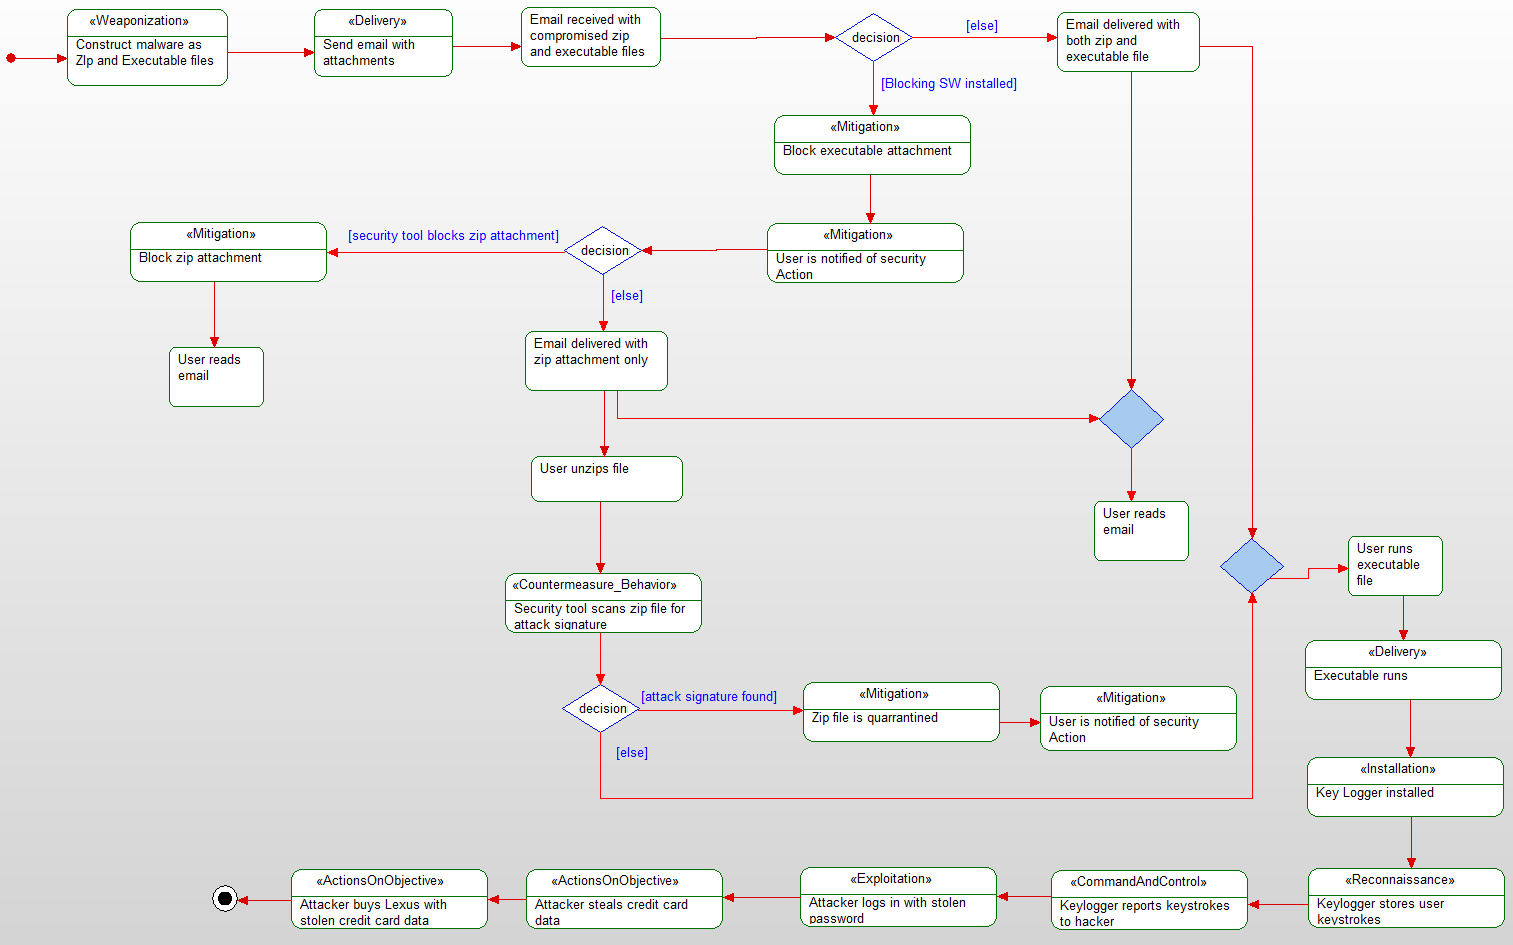 «Weaponization»
Construct malware as
ZIp and Executable files
«Delivery»
Send email with
attachments
Email received with
compromised zip
and executable files
decision
[else]
Email delivered with
both zip and
executable file
[Blocking SW installed]
«Mitigation»
Block executable attachment
«Mitigation»
User is notified of security
Action
decision
[security tool blocks zip attachment]
«Mitigation»
Block zip attachment
User reads
email
[else]
Email delivered with
zip attachment only
User unzips file
User reads
email
«Countermeasure_Behavior»
Security tool scans zip file for
attack signature
decision
[attack signature found]
«Mitigation»
Zip file is quarrantined
«Mitigation»
User is notified of security
Action
[else]
User runs
executable
file
«Delivery»
Executable runs
«Installation»
Key Logger installed
«Reconnaissance»
Keylogger stores user
keystrokes
«CommandAndControl»
Keylogger reports keystrokes
to hacker
«Exploitation»
Attacker logs in with stolen
password
«ActionsOnObjective»
Attacker steals credit card
data
«ActionsOnObjective»
Attacker buys Lexus with
stolen credit card data